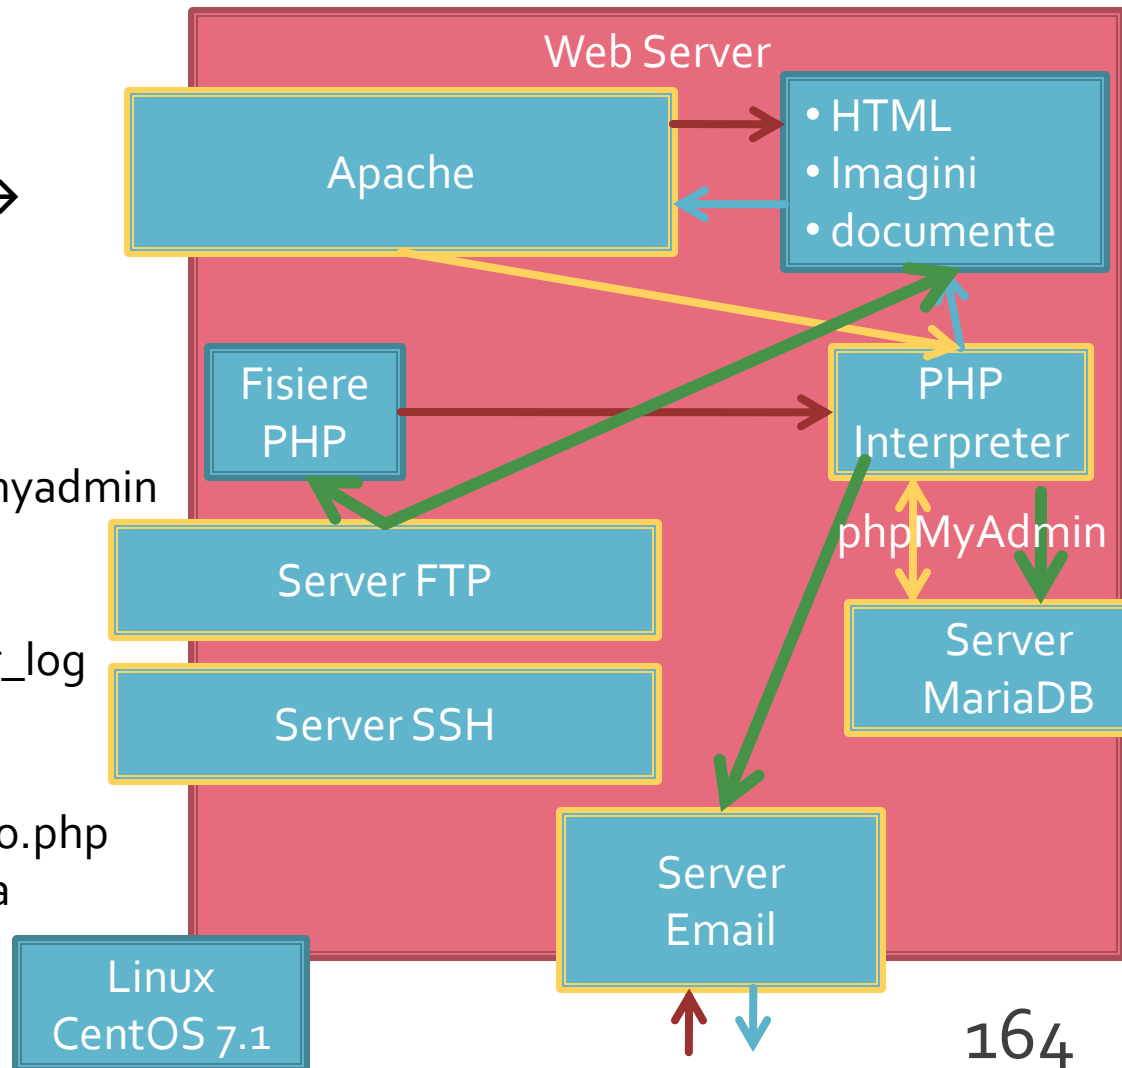 Web Server
Apache
• HTML
• Imagini
• documente
→
Fisiere
PHP
PHP
Interpreter
nyadmin
phpMyAdmin
Server FTP
Server
MariaDB
_log
Server SSH
o.php
a
Server
Email
Linux
CentOS 7.1
164